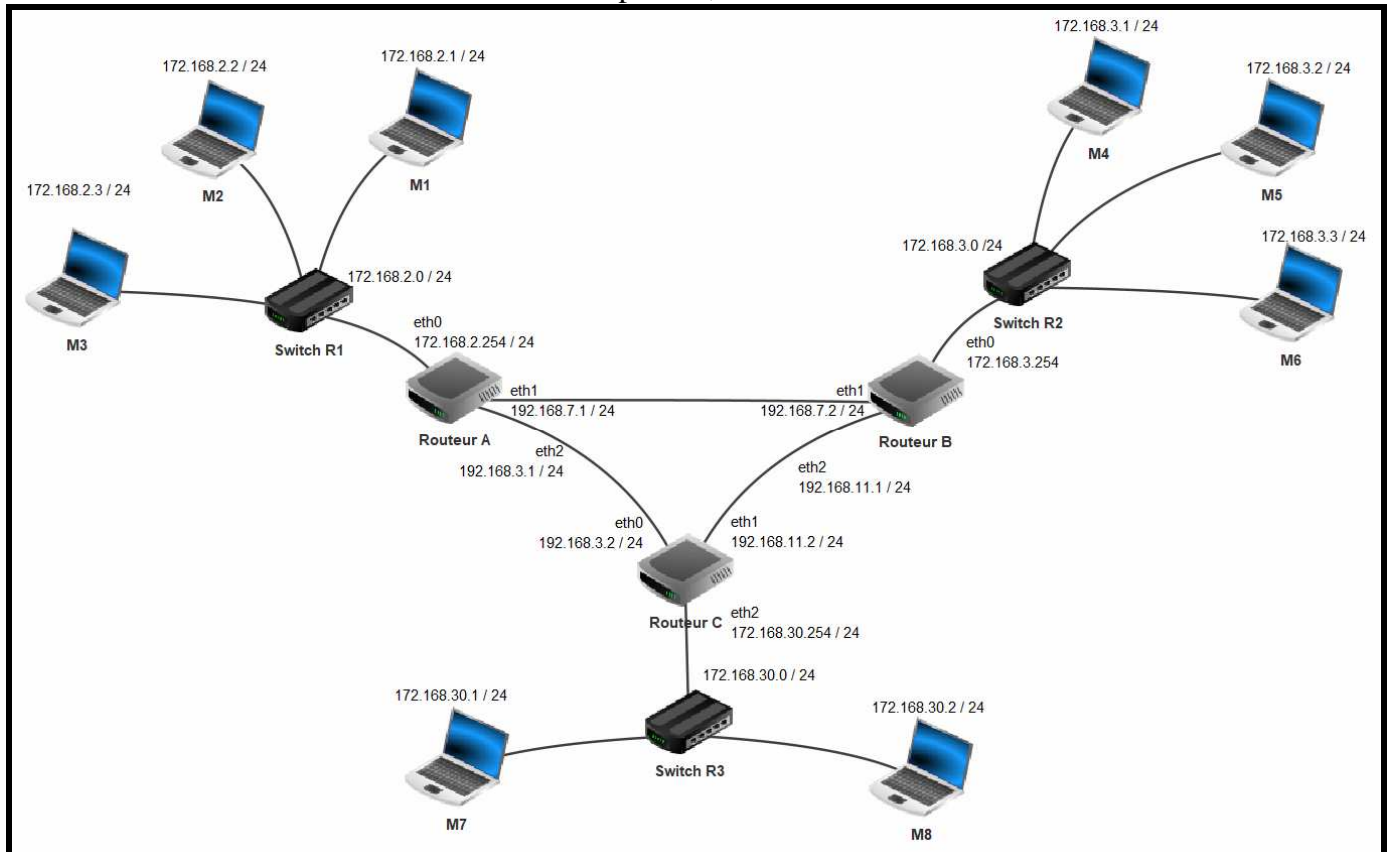 172.168.2.2 / 24
172.168.2.1 / 24
172.168.3.1 / 24
172.168.3.2 / 24
M2
M1
M4
M5
172.168.2.3 / 24
172.168.3.0 /24
172.168.3.3 / 24
M3
172.168.2.0 / 24
Switch R1
Switch R2
M6
eth0
172.168.2.254 / 24
eth0
172.168.3.254
eth1
192.168.7.1 / 24
eth1
192.168.7.2 / 24
Routeur A
Routeur B
eth2
192.168.3.1 / 24
eth2
192.168.11.1 / 24
eth0
192.168.3.2 / 24
eth1
192.168.11.2 / 24
Routeur C
eth2
172.168.30.254 / 24
172.168.30.0 / 24
172.168.30.1 / 24
172.168.30.2 / 24
Switch R3
M7
M8